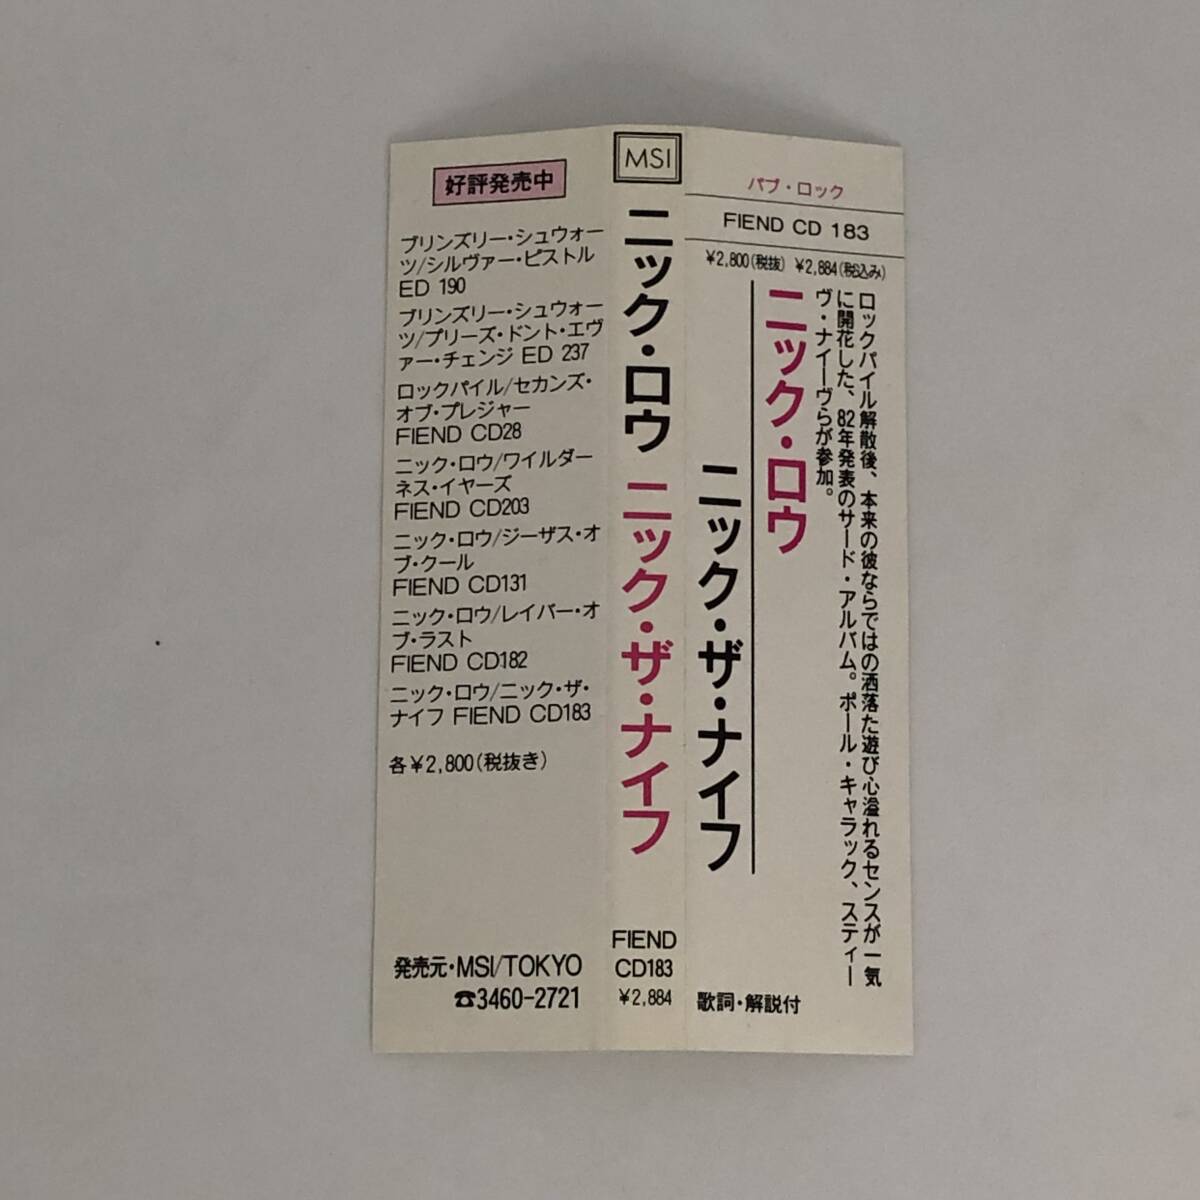 好評発売中
ブリンズリー・シュウォー
ツ/シルヴァー・ピストル
ED 190
ブリンズリー・シュウォー
ツ/プリーズ・ドント・エヴ
ァー・チェンジ ED 237
ロックパイル/セカンズ・
オブ・プレジャー
FIEND CD28
ニック・ロウ/ワイルダー
ネス・イヤーズ
FIEND CD203
ニック・ロウ/ジーザス・オ
ブ・クール
FIEND CD131
ニック・ロウ/レイバー・オ
ブ・ラスト
FIEND CD182
ニック・ロウ/ニック・ザ・
ナイフ FIEND CD183
各¥2,800(税抜き)
発売元・MSI/TOKYO
☎3460-2721
MSI
ニック・ロウ ニック・ザ・ナイフ
FIEND
CD183
¥2,884
パブ・ロック
FIEND CD 183
¥2,800(税抜) ¥2,884(税込み)
ロックパイル解散後、本来の彼ならではの洒落た遊び心溢れるセンスが一気
に開花した、82年発表のサード・アルバム。ポール・キャラック、スティー
ヴ・ナイーヴらが参加。
ニック・ロウ
ニック・ザ・ナイフ
歌詞・解説付